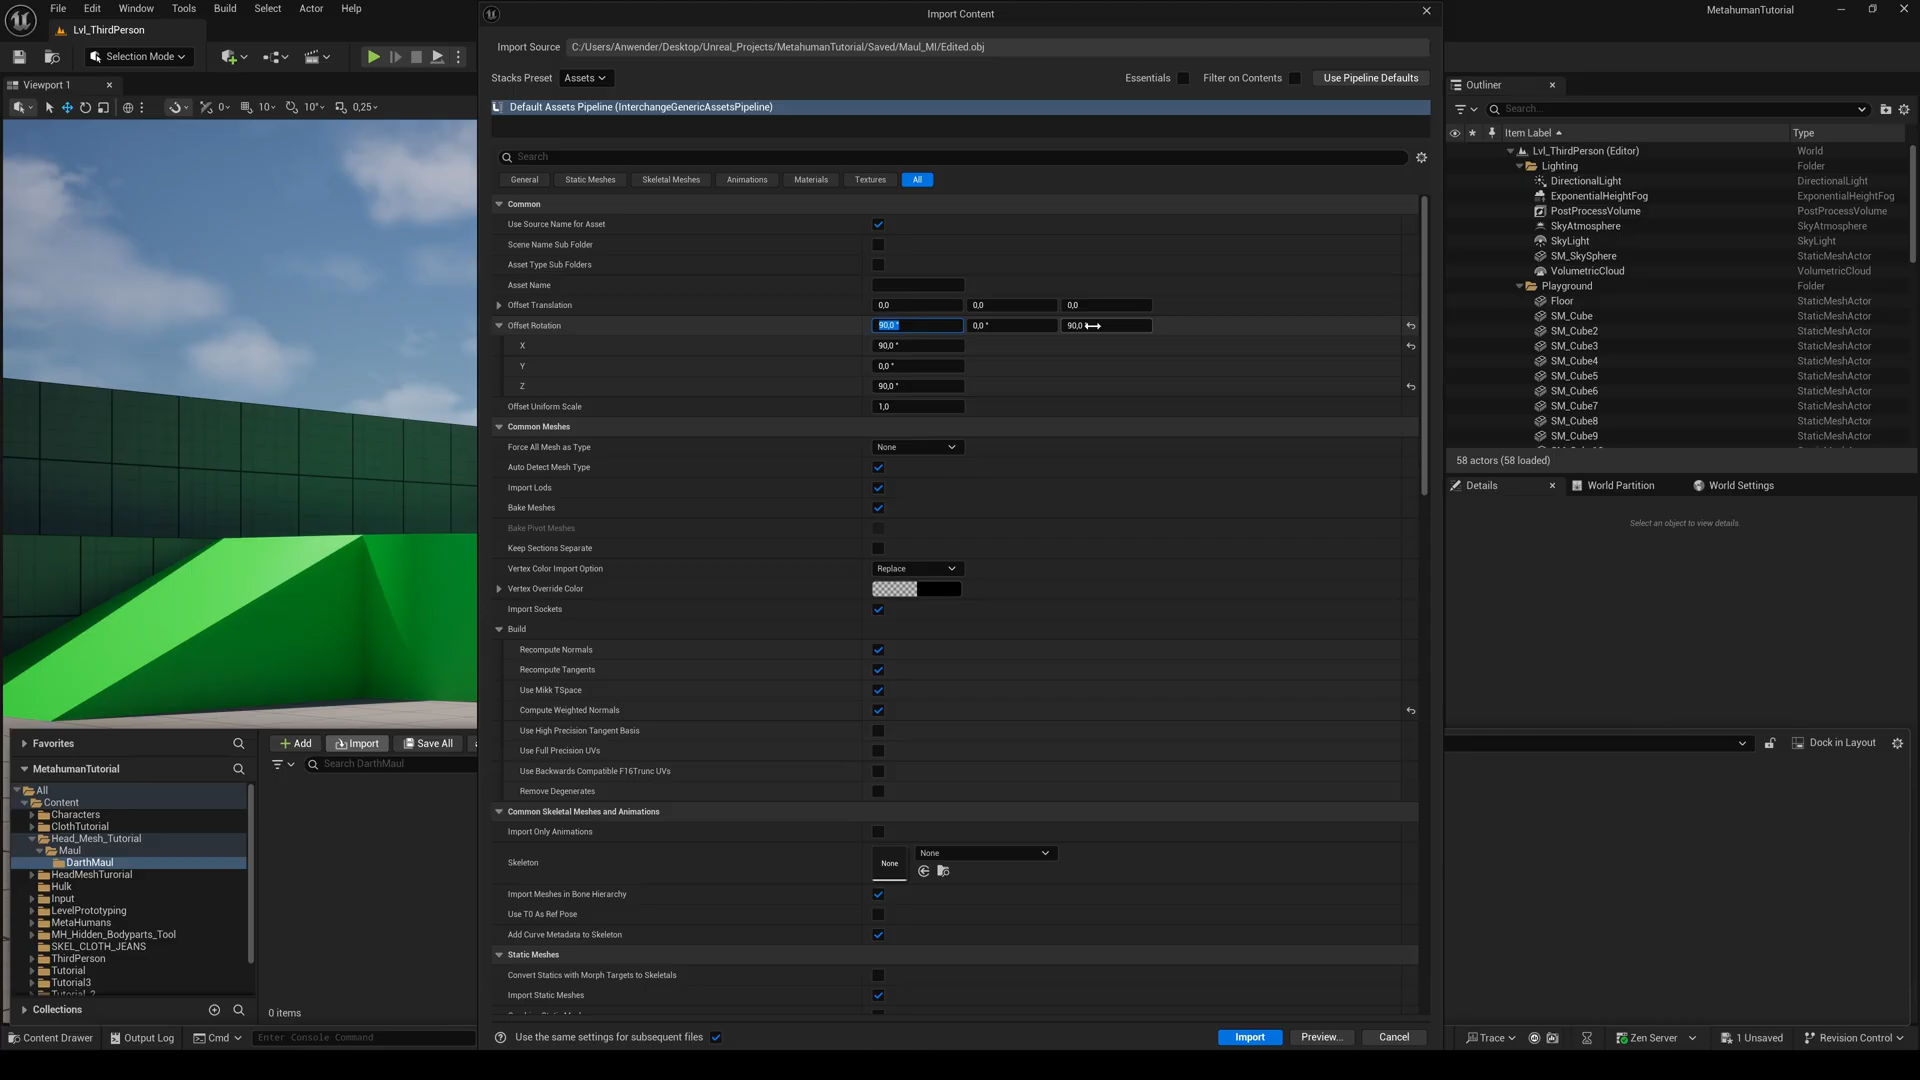 File Edit Window Tools Build Select Actor Help
Lvl_ThirdPerson
Selection Mode
Viewport 1
0°
10
10°
0,25
Import Content
Import Source C:/Users/Anwender/Desktop/Unreal_Projects/MetahumanTutorial/Saved/Maul_MI/Edited.obj
Stacks Preset Assets Essentials Filter on Contents Use Pipeline Defaults
Default Assets Pipeline (InterchangeGenericAssetsPipeline)
Search
General Static Meshes Skeletal Meshes Animations Materials Textures All
Common
Use Source Name for Asset
Scene Name Sub Folder
Asset Type Sub Folders
Asset Name
Offset Translation 0,0 0,0 0,0
Offset Rotation 90,0 ° 0,0 ° 90,0
X 90,0 °
Y 0,0 °
Z 90,0 °
Offset Uniform Scale 1,0
Common Meshes
Force All Mesh as Type None
Auto Detect Mesh Type
Import Lods
Bake Meshes
Bake Pivot Meshes
Keep Sections Separate
Vertex Color Import Option Replace
Vertex Override Color
Import Sockets
Build
Recompute Normals
Recompute Tangents
Use Mikk TSpace
Compute Weighted Normals
Use High Precision Tangent Basis
Use Full Precision UVs
Use Backwards Compatible F16Trunc UVs
Remove Degenerates
Common Skeletal Meshes and Animations
Import Only Animations
Skeleton None None
Import Meshes in Bone Hierarchy
Use T0 As Ref Pose
Add Curve Metadata to Skeleton
Static Meshes
Convert Statics with Morph Targets to Skeletals
Import Static Meshes
Use the same settings for subsequent files
Import Preview... Cancel
MetahumanTutorial
Outliner
Search...
Item Label Type
Lvl_ThirdPerson (Editor) World
Lighting Folder
DirectionalLight DirectionalLight
ExponentialHeightFog ExponentialHeightFog
PostProcessVolume PostProcessVolume
SkyAtmosphere SkyAtmosphere
SkyLight SkyLight
SM_SkySphere StaticMeshActor
VolumetricCloud VolumetricCloud
Playground Folder
Floor StaticMeshActor
SM_Cube StaticMeshActor
SM_Cube2 StaticMeshActor
SM_Cube3 StaticMeshActor
SM_Cube4 StaticMeshActor
SM_Cube5 StaticMeshActor
SM_Cube6 StaticMeshActor
SM_Cube7 StaticMeshActor
SM_Cube8 StaticMeshActor
SM_Cube9 StaticMeshActor
58 actors (58 loaded)
Details World Partition World Settings
Select an object to view details.
Dock in Layout
Favorites
MetahumanTutorial
All
Content
Characters
ClothTutorial
Head_Mesh_Tutorial
Maul
DarthMaul
HeadMeshTurorial
Hulk
Input
LevelPrototyping
MetaHumans
MH_Hidden_Bodyparts_Tool
SKEL_CLOTH_JEANS
ThirdPerson
Tutorial
Tutorial3
Tutorial_2
Collections
Add Import Save All
Search DarthMaul
0 items
Content Drawer Output Log Cmd Enter Console Command
Trace Zen Server 1 Unsaved Revision Control